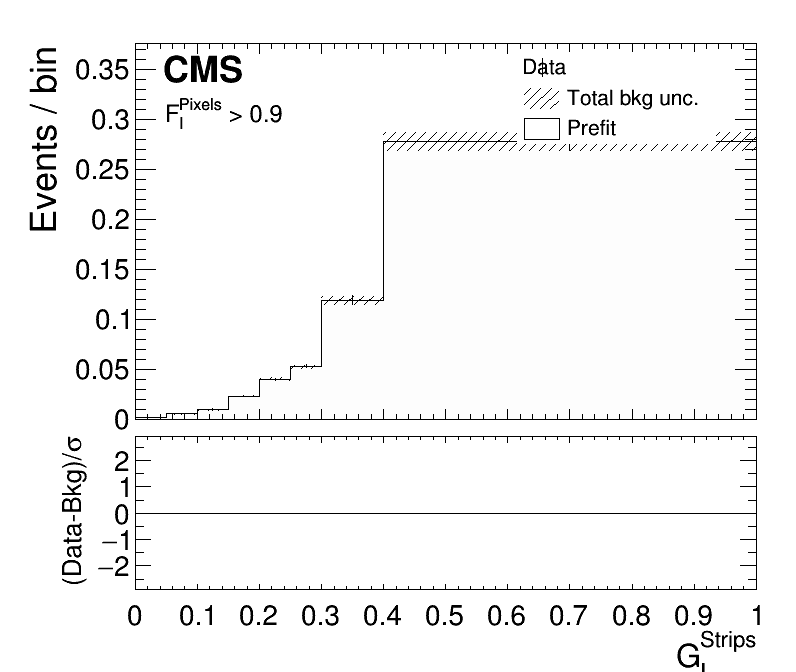 CMS
F_I^Pixels > 0.9
Data
Total bkg unc.
Prefit
Events / bin
0.35
0.3
0.25
0.2
0.15
0.1
0.05
0
(Data-Bkg)/σ
2
1
0
−1
−2
0 0.1 0.2 0.3 0.4 0.5 0.6 0.7 0.8 0.9 1
G_I^Strips